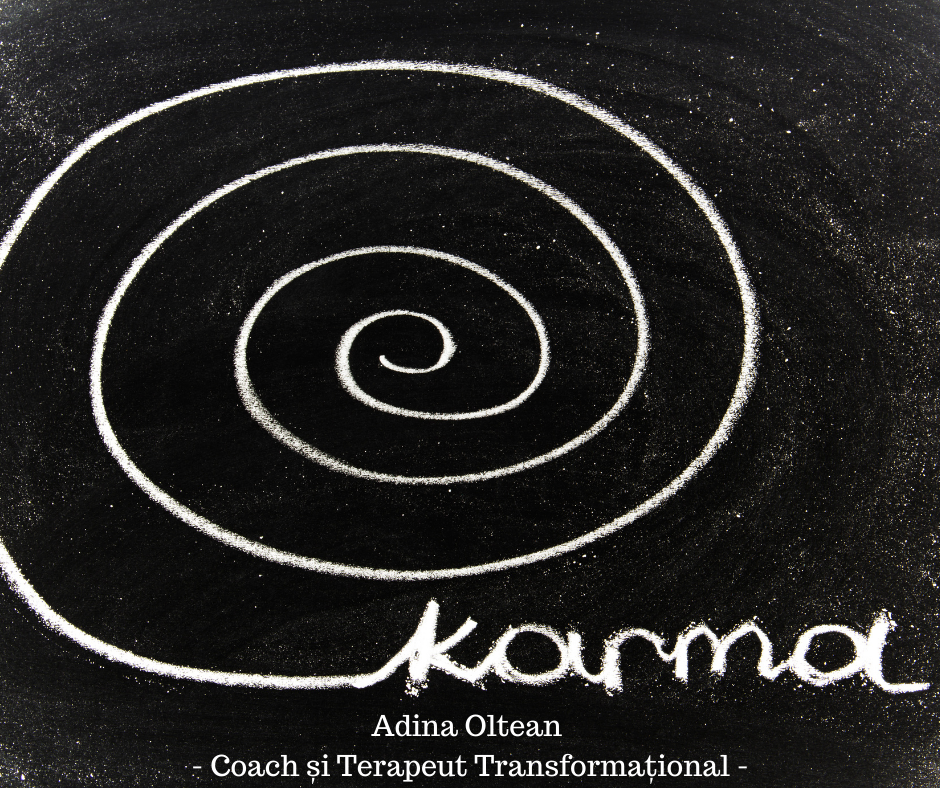 karma
Adina Oltean
- Coach și Terapeut Transformațional -